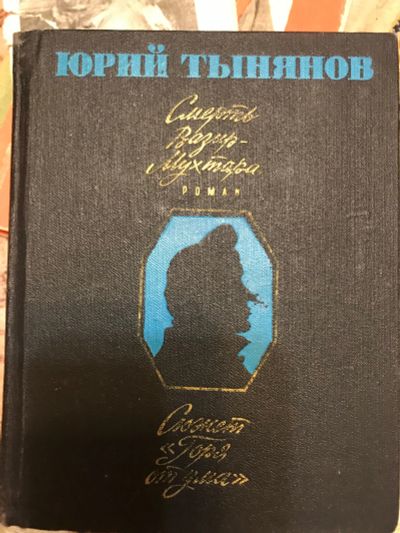 ЮРИЙ ТЫНЯНОВ
Смерть
Вазир-
Мухтара
РОМАН
Сюжет
«Горя
от ума»